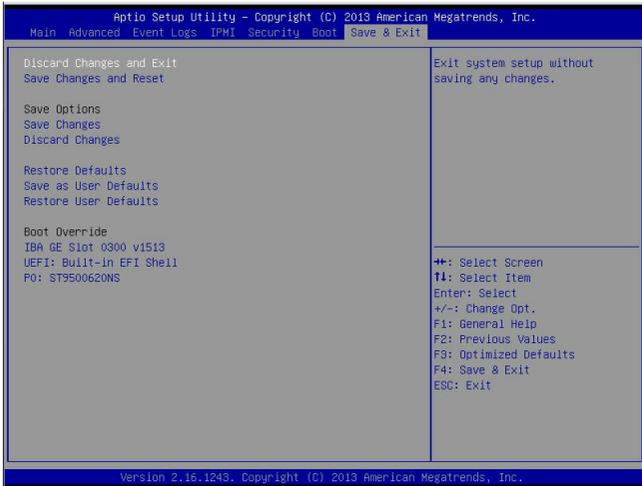 Aptio Setup Utility – Copyright (C) 2013 American Megatrends, Inc.
Main Advanced Event Logs IPMI Security Boot Save & Exit
Discard Changes and Exit
Save Changes and Reset
Save Options
Save Changes
Discard Changes
Restore Defaults
Save as User Defaults
Restore User Defaults
Boot Override
IBA GE Slot 0300 v1513
UEFI: Built-in EFI Shell
P0: ST9500620NS
Exit system setup without
saving any changes.
→←: Select Screen
↑↓: Select Item
Enter: Select
+/-: Change Opt.
F1: General Help
F2: Previous Values
F3: Optimized Defaults
F4: Save & Exit
ESC: Exit
Version 2.16.1243. Copyright (C) 2013 American Megatrends, Inc.